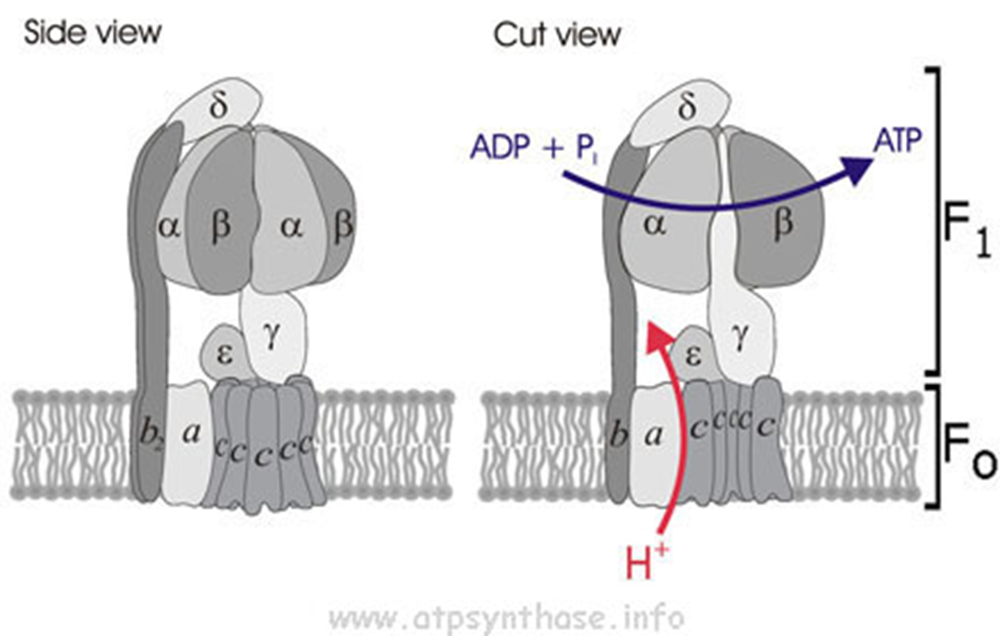 Side view
δ
α β α β
γ
ε
b₂ a c c c c c
Cut view
δ
ADP + Pᵢ ATP
α β
γ
ε
b a c c c c c
H⁺
F₁
Fo
www.atpsynthase.info